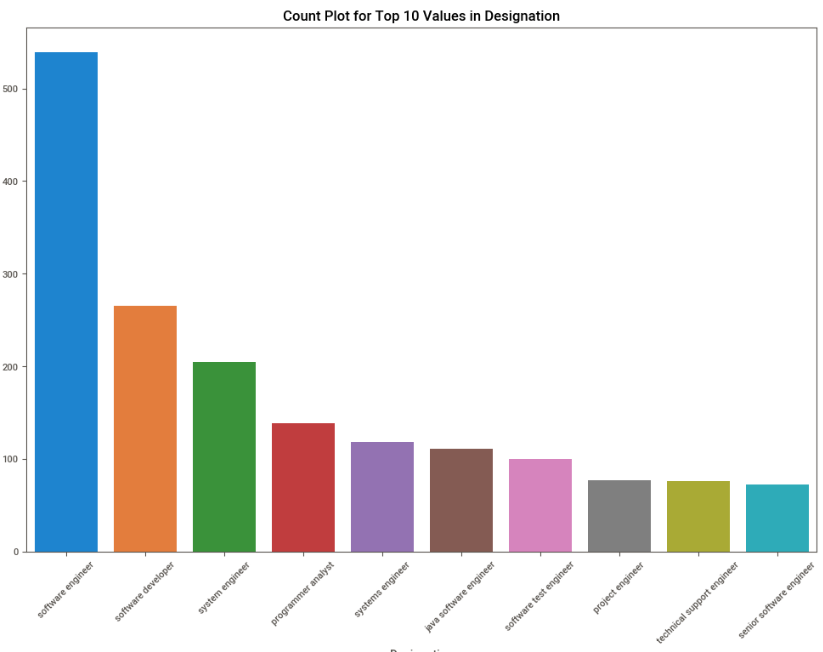 Count Plot for Top 10 Values in Designation
500
400
300
200
100
0
software engineer
software developer
system engineer
programmer analyst
systems engineer
java software engineer
software test engineer
project engineer
technical support engineer
senior software engineer